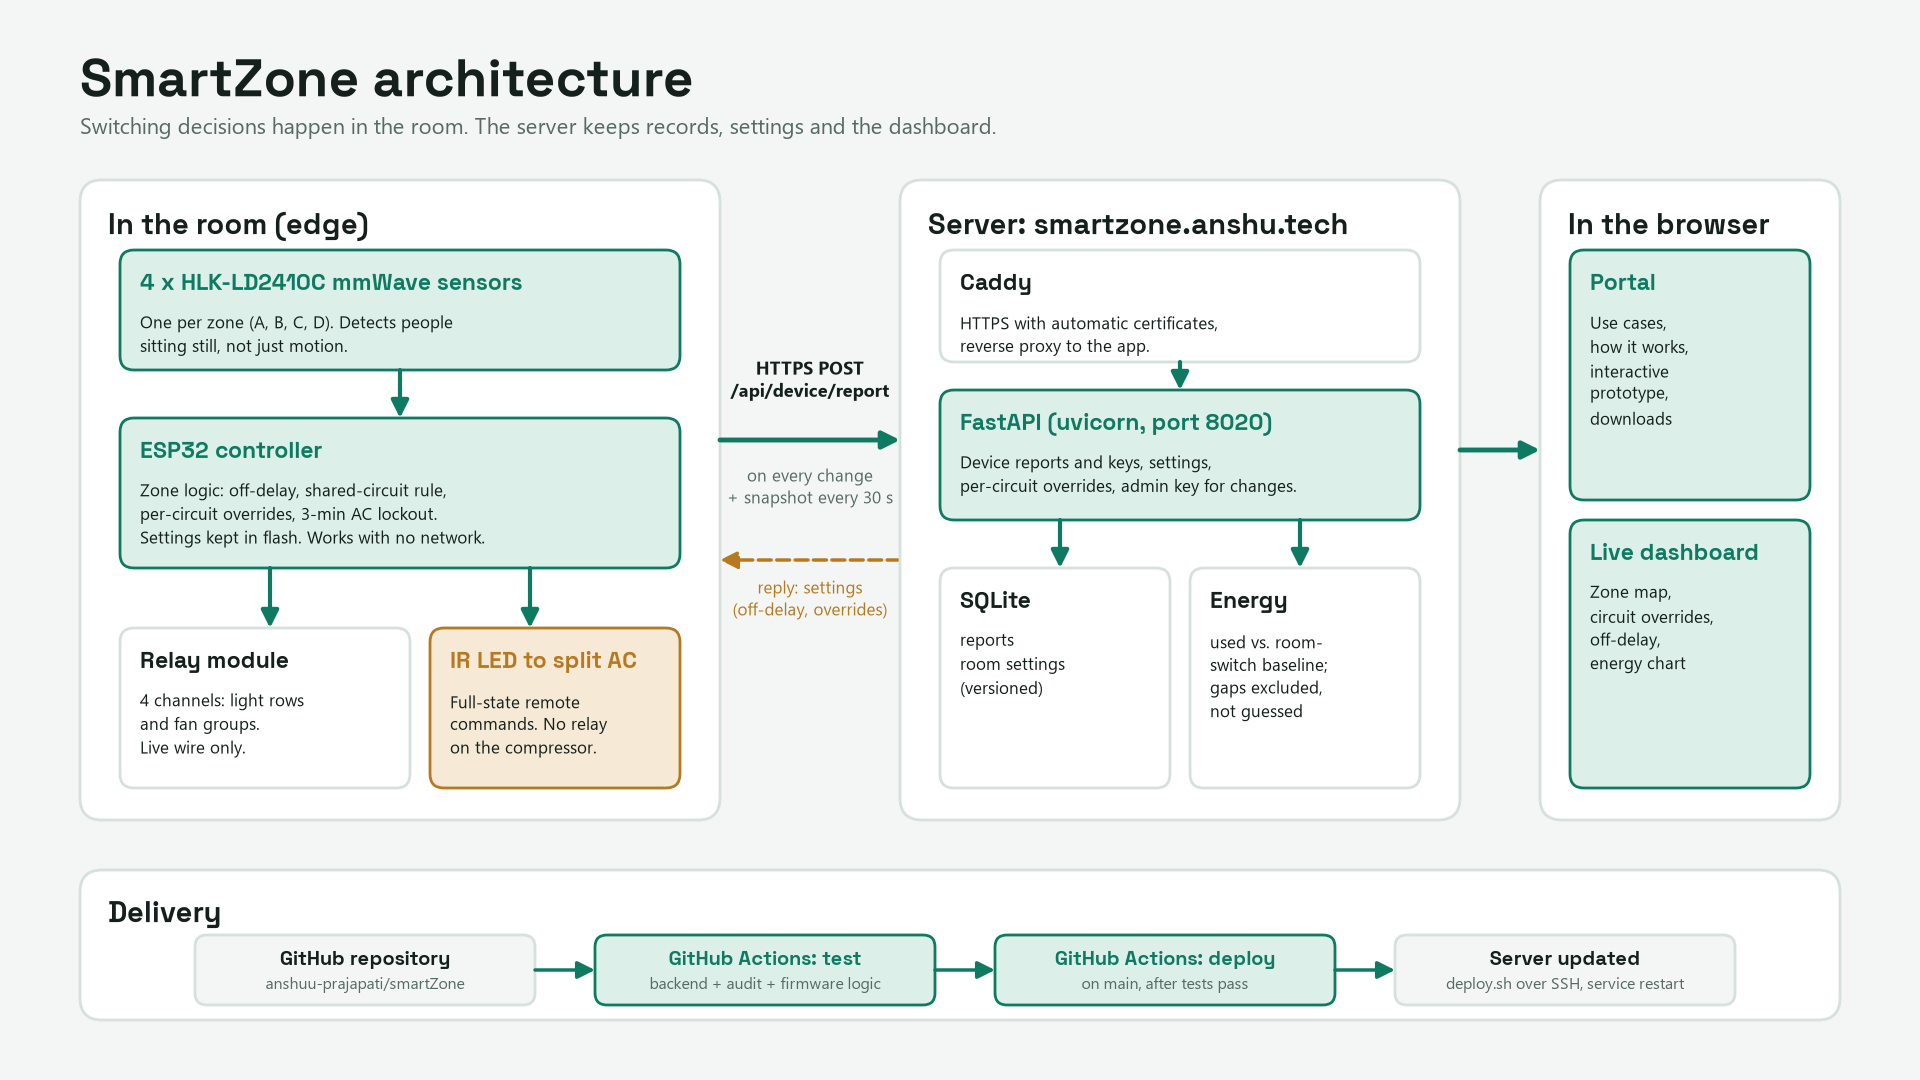 SmartZone architecture
Switching decisions happen in the room. The server keeps records, settings and the dashboard.
In the room (edge)
4 x HLK-LD2410C mmWave sensors
One per zone (A, B, C, D). Detects people
sitting still, not just motion.
ESP32 controller
Zone logic: off-delay, shared-circuit rule,
per-circuit overrides, 3-min AC lockout.
Settings kept in flash. Works with no network.
Relay module
4 channels: light rows
and fan groups.
Live wire only.
IR LED to split AC
Full-state remote
commands. No relay
on the compressor.
HTTPS POST
/api/device/report
on every change
+ snapshot every 30 s
reply: settings
(off-delay, overrides)
Server: smartzone.anshu.tech
Caddy
HTTPS with automatic certificates,
reverse proxy to the app.
FastAPI (uvicorn, port 8020)
Device reports and keys, settings,
per-circuit overrides, admin key for changes.
SQLite
reports
room settings
(versioned)
Energy
used vs. room-
switch baseline;
gaps excluded,
not guessed
In the browser
Portal
Use cases,
how it works,
interactive
prototype,
downloads
Live dashboard
Zone map,
circuit overrides,
off-delay,
energy chart
Delivery
GitHub repository
anshuu-prajapati/smartZone
GitHub Actions: test
backend + audit + firmware logic
GitHub Actions: deploy
on main, after tests pass
Server updated
deploy.sh over SSH, service restart